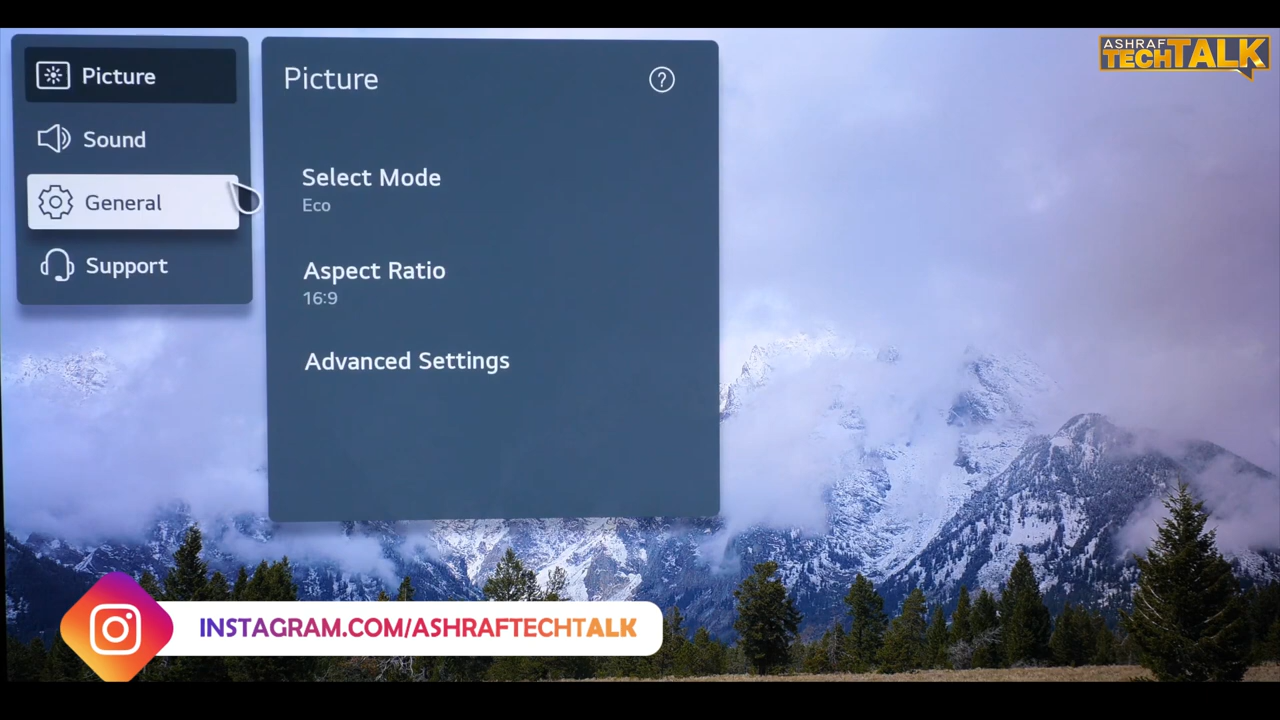 Picture
Sound
General
Support
Picture
?
Select Mode
Eco
Aspect Ratio
16:9
Advanced Settings
ASHRAF
TECHTALK
INSTAGRAM.COM/ASHRAFTECHTALK